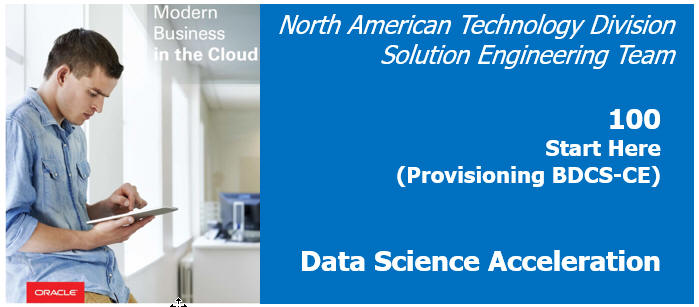 Modern
Business
in the Cloud
ORACLE
North American Technology Division
Solution Engineering Team
100
Start Here
(Provisioning BDCS-CE)
Data Science Acceleration